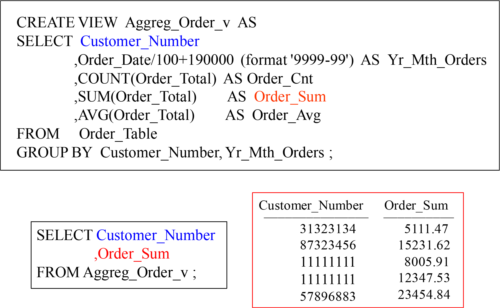 CREATE VIEW Aggreg_Order_v AS
SELECT Customer_Number
,Order_Date/100+190000 (format '9999-99') AS Yr_Mth_Orders
,COUNT(Order_Total) AS Order_Cnt
,SUM(Order_Total) AS Order_Sum
,AVG(Order_Total) AS Order_Avg
FROM Order_Table
GROUP BY Customer_Number, Yr_Mth_Orders ;
SELECT Customer_Number
,Order_Sum
FROM Aggreg_Order_v ;
Customer_Number Order_Sum
31323134 5111.47
87323456 15231.62
11111111 8005.91
11111111 12347.53
57896883 23454.84